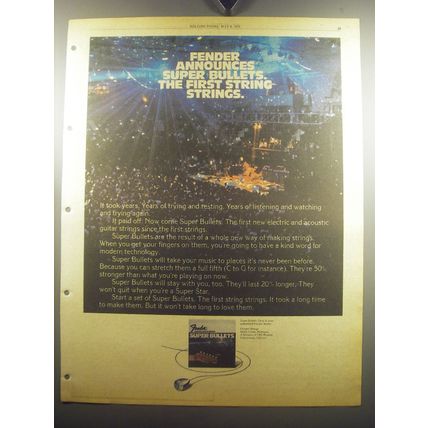 FENDER
ANNOUNCES
SUPER BULLETS.
THE FIRST STRING
STRINGS.
It took years. Years of trying and testing. Years of listening and watching
and trying again.
It paid off. Now come Super Bullets. The first new electric and acoustic
guitar strings since the first strings.
Super Bullets are the result of a whole new way of making strings.
When you get your fingers on them, you're going to have a kind word for
modern technology.
Super Bullets will take your music to places it's never been before.
Because you can stretch them a full fifth (C to G for instance). They're 50%
stronger than what you're playing on now.
Super Bullets will stay with you, too. They'll last 20% longer. They
won't quit when you're a Super Star.
Start a set of Super Bullets. The first string strings. It took a long time
to make them. But it won't take long to love them.
Fender
SUPER BULLETS